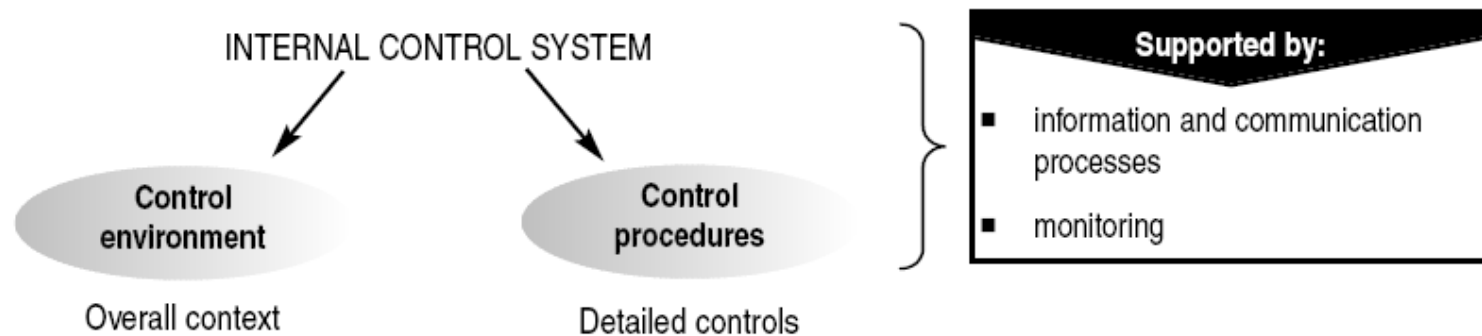 INTERNAL CONTROL SYSTEM
Control
environment
Overall context
Control
procedures
Detailed controls
Supported by:
■ information and communication
processes
■ monitoring